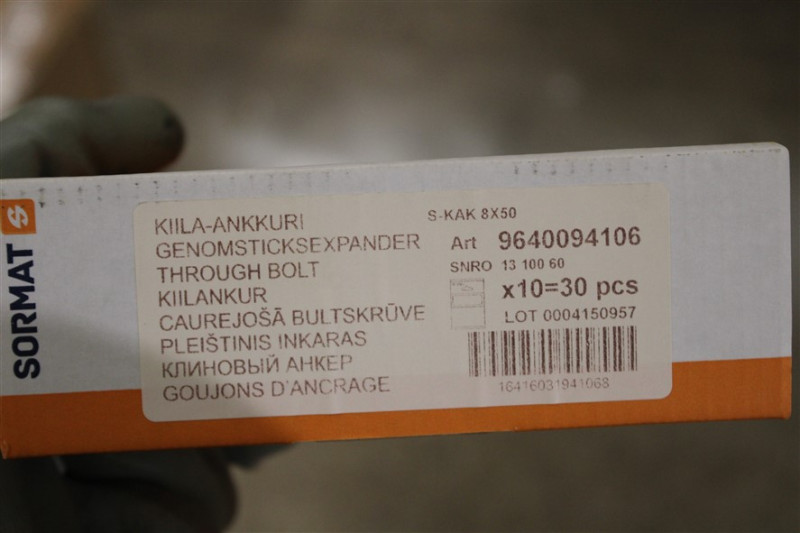 SORMAT
KIILA-ANKKURI
GENOMSTICKSEXPANDER
THROUGH BOLT
KIILANKUR
CAUREJOŠĀ BULTSKRŪVE
PLEIŠTINIS INKARAS
КЛИНОВЫЙ АНКЕР
GOUJONS D'ANCRAGE
S-KAK 8X50
Art 9640094106
SNRO 13 100 60
x10=30 pcs
LOT 0004150957
16416031941068